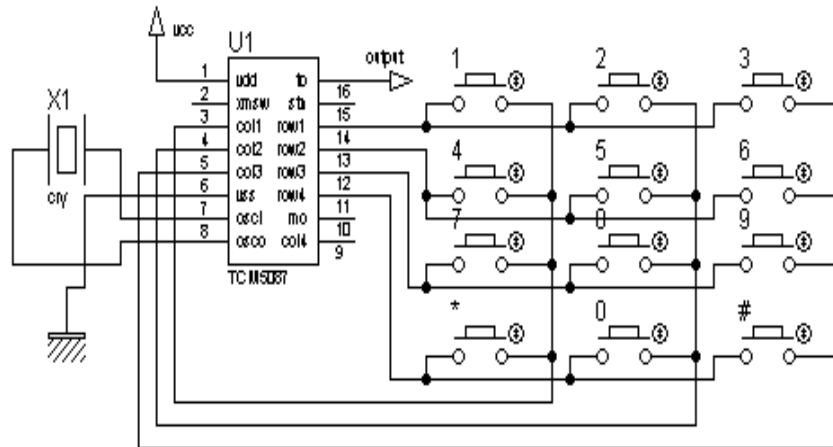 ucc
U1
output
1
2
3
X1
cry
1 udd to
2 xmsw sta 16
3 col1 row1 15
4 col2 row2 14
5 col3 row3 13
6 uss row4 12
7 osci mo 11
8 osco col4 10
9
TCM5087
4
5
6
7
0
9
*
0
#